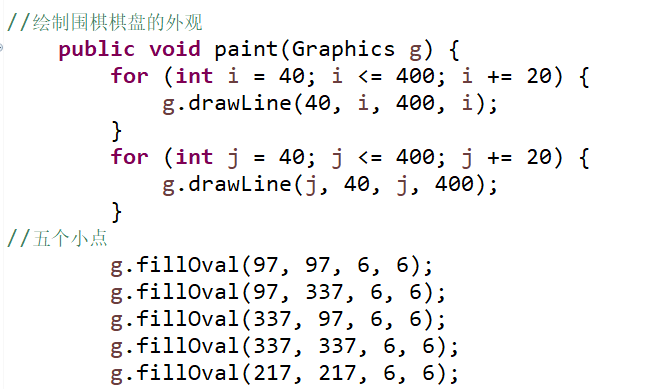 //绘制围棋棋盘的外观
public void paint(Graphics g) {
for (int i = 40; i <= 400; i += 20) {
g.drawLine(40, i, 400, i);
}
for (int j = 40; j <= 400; j += 20) {
g.drawLine(j, 40, j, 400);
}
//五个小点
g.fillOval(97, 97, 6, 6);
g.fillOval(97, 337, 6, 6);
g.fillOval(337, 97, 6, 6);
g.fillOval(337, 337, 6, 6);
g.fillOval(217, 217, 6, 6);